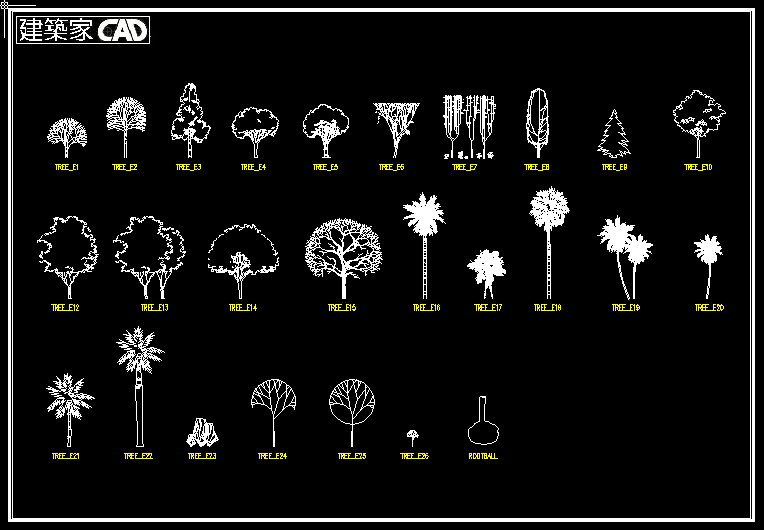 建築家 CAD
TREE_E1 TREE_E2 TREE_E3 TREE_E4 TREE_E5 TREE_E6 TREE_E7 TREE_E8 TREE_E9 TREE_E10
TREE_E12 TREE_E13 TREE_E14 TREE_E15 TREE_E16 TREE_E17 TREE_E18 TREE_E19 TREE_E20
TREE_E21 TREE_E22 TREE_E23 TREE_E24 TREE_E25 TREE_E26 ROOTBALL